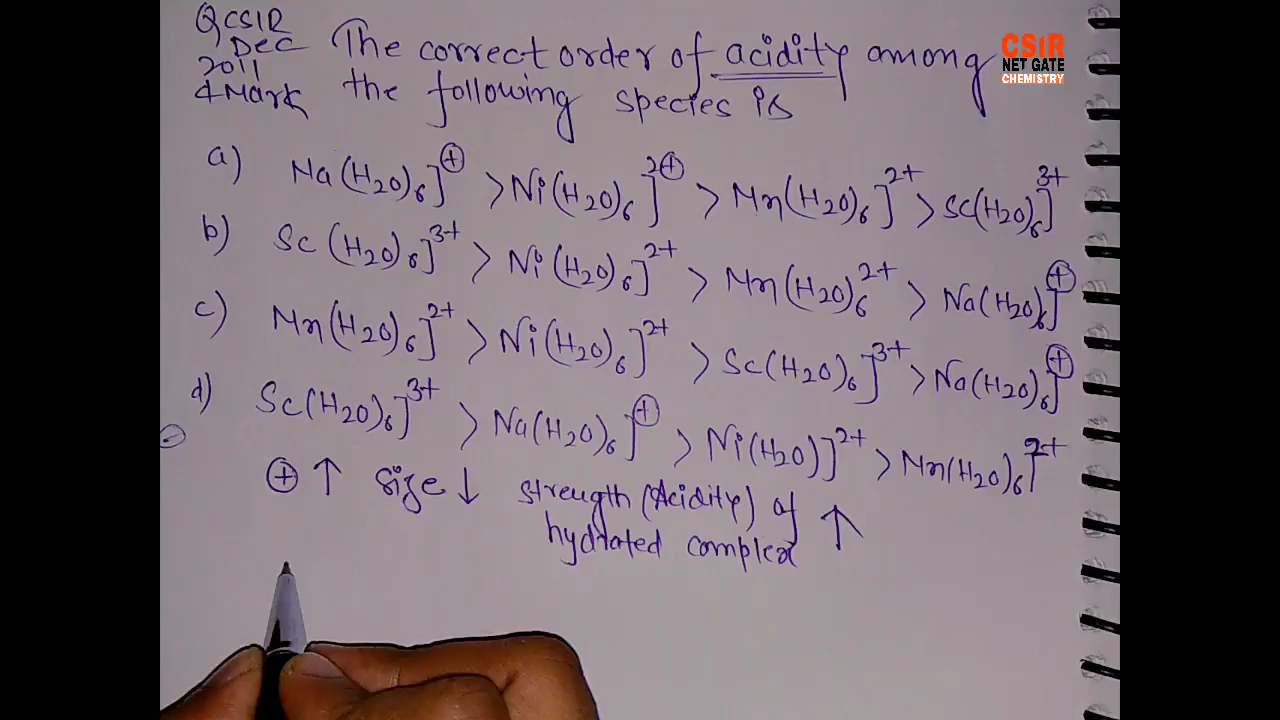 Q CSIR
Dec
2011
4 Mark
The correct order of acidity among
the following species is
CSIR
NET GATE
CHEMISTRY
a) Na(H2O)6]⊕ > Ni(H2O)6]2⊕ > Mn(H2O)6]2+ > Sc(H2O)6]3+
b) Sc(H2O)6]3+ > Ni(H2O)6]2+ > Mn(H2O)6 2+ > Na(H2O)6]⊕
c) Mn(H2O)6]2+ > Ni(H2O)6]2+ > Sc(H2O)6]3+ > Na(H2O)6]⊕
d) Sc(H2O)6]3+ > Na(H2O)6]⊕ > Ni(H2O)]2+ > Mn(H2O)6]2+
⊕ ↑ size ↓ strength (Acidity) of ↑
hydrated complex